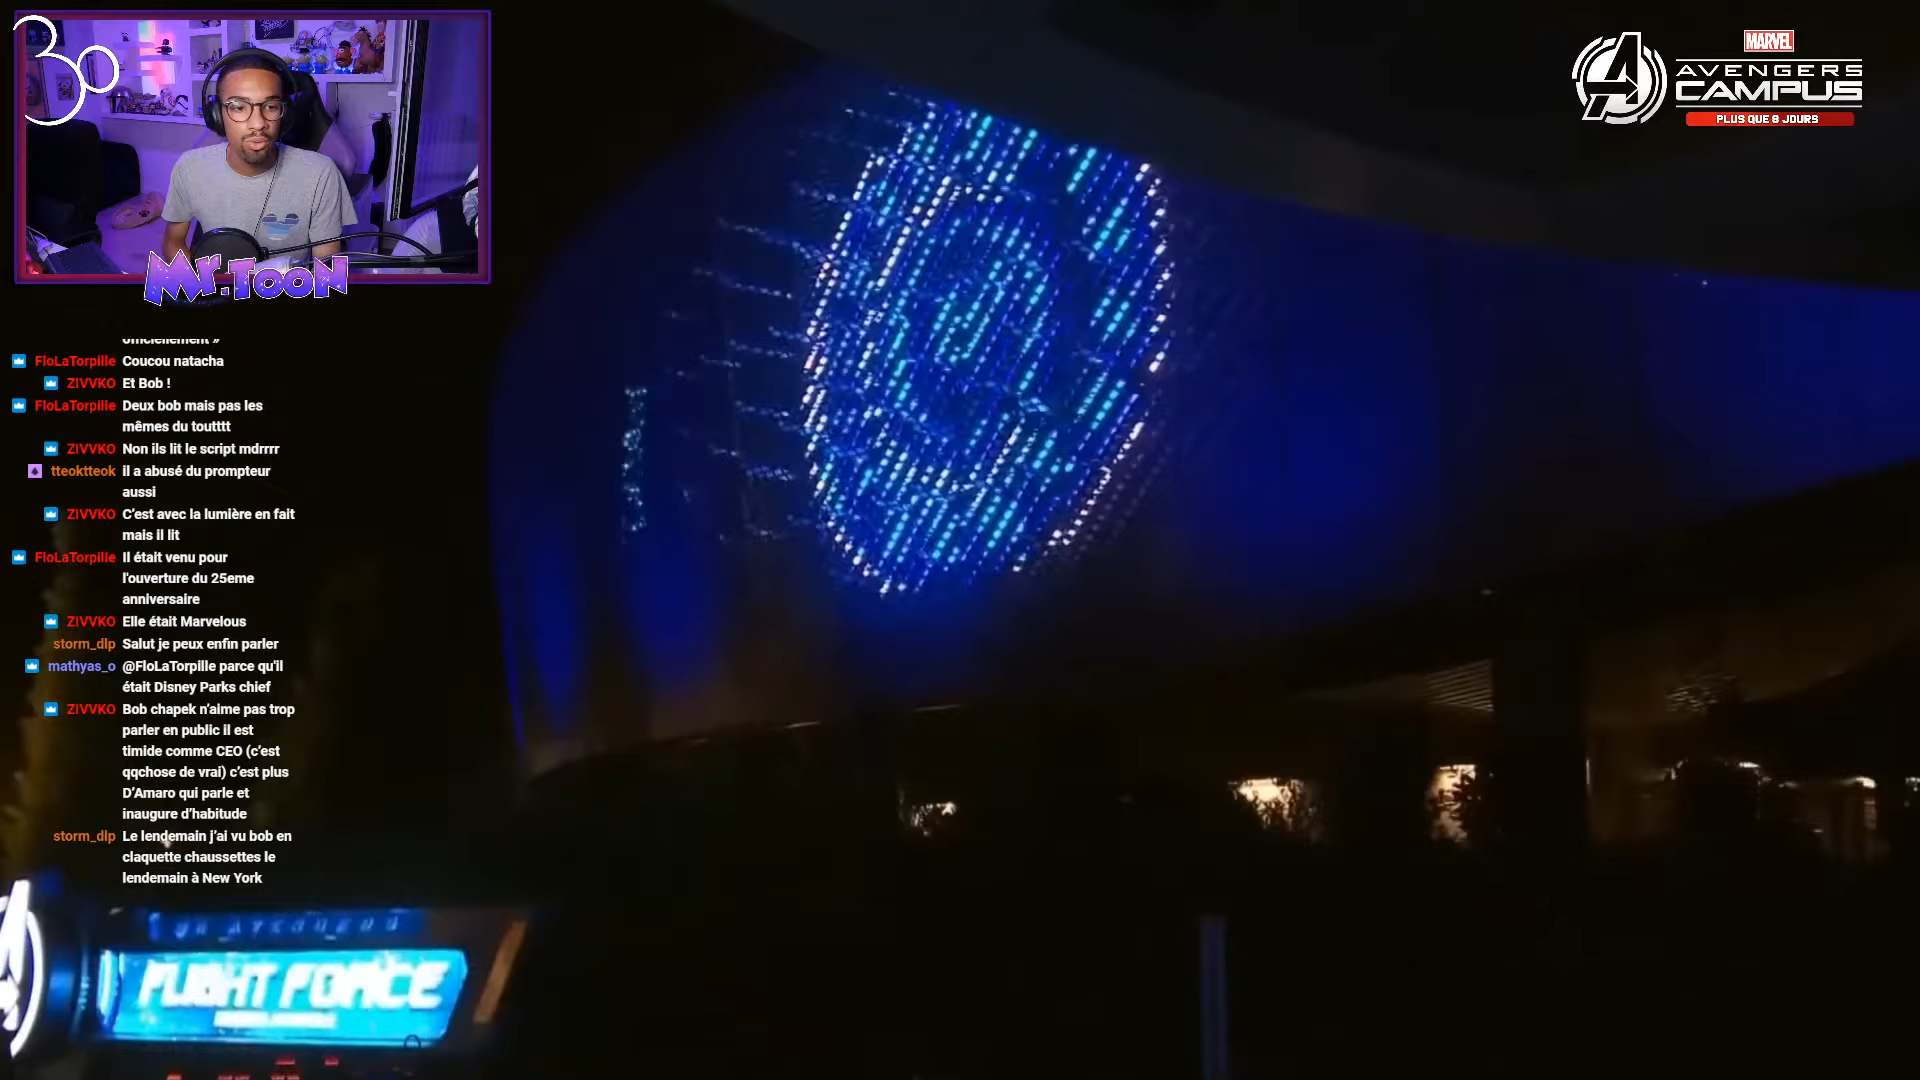 30
Mr.TOON
MARVEL
AVENGERS
CAMPUS
PLUS QUE 8 JOURS
officiellement »
FloLaTorpille Coucou natacha
ZIVVKO Et Bob !
FloLaTorpille Deux bob mais pas les
mêmes du toutttt
ZIVVKO Non ils lit le script mdrrrr
tteoktteok il a abusé du prompteur
aussi
ZIVVKO C’est avec la lumière en fait
mais il lit
FloLaTorpille Il était venu pour
l'ouverture du 25eme
anniversaire
ZIVVKO Elle était Marvelous
storm_dlp Salut je peux enfin parler
mathyas_o @FloLaTorpille parce qu'il
était Disney Parks chief
ZIVVKO Bob chapek n’aime pas trop
parler en public il est
timide comme CEO (c’est
qqchose de vrai) c’est plus
D’Amaro qui parle et
inaugure d’habitude
storm_dlp Le lendemain j’ai vu bob en
claquette chaussettes le
lendemain à New York
FLIGHT FORCE